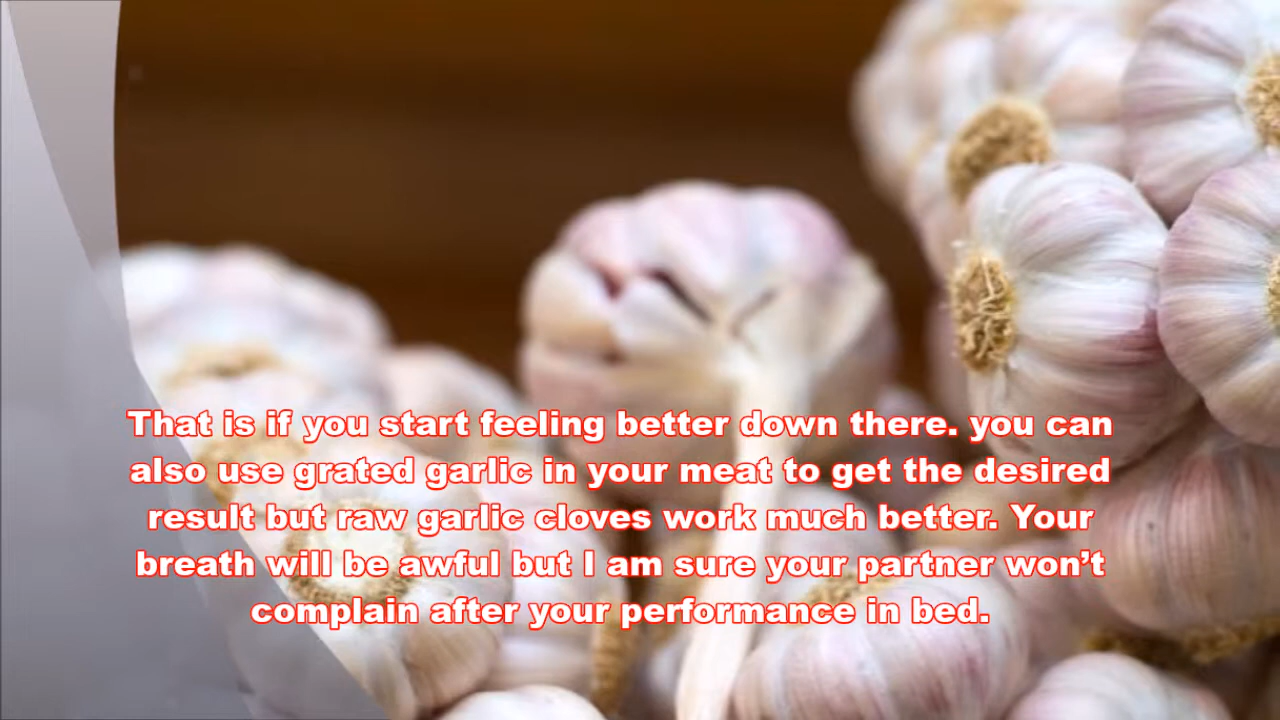 That is if you start feeling better down there. you can
also use grated garlic in your meat to get the desired
result but raw garlic cloves work much better. Your
breath will be awful but I am sure your partner won’t
complain after your performance in bed.